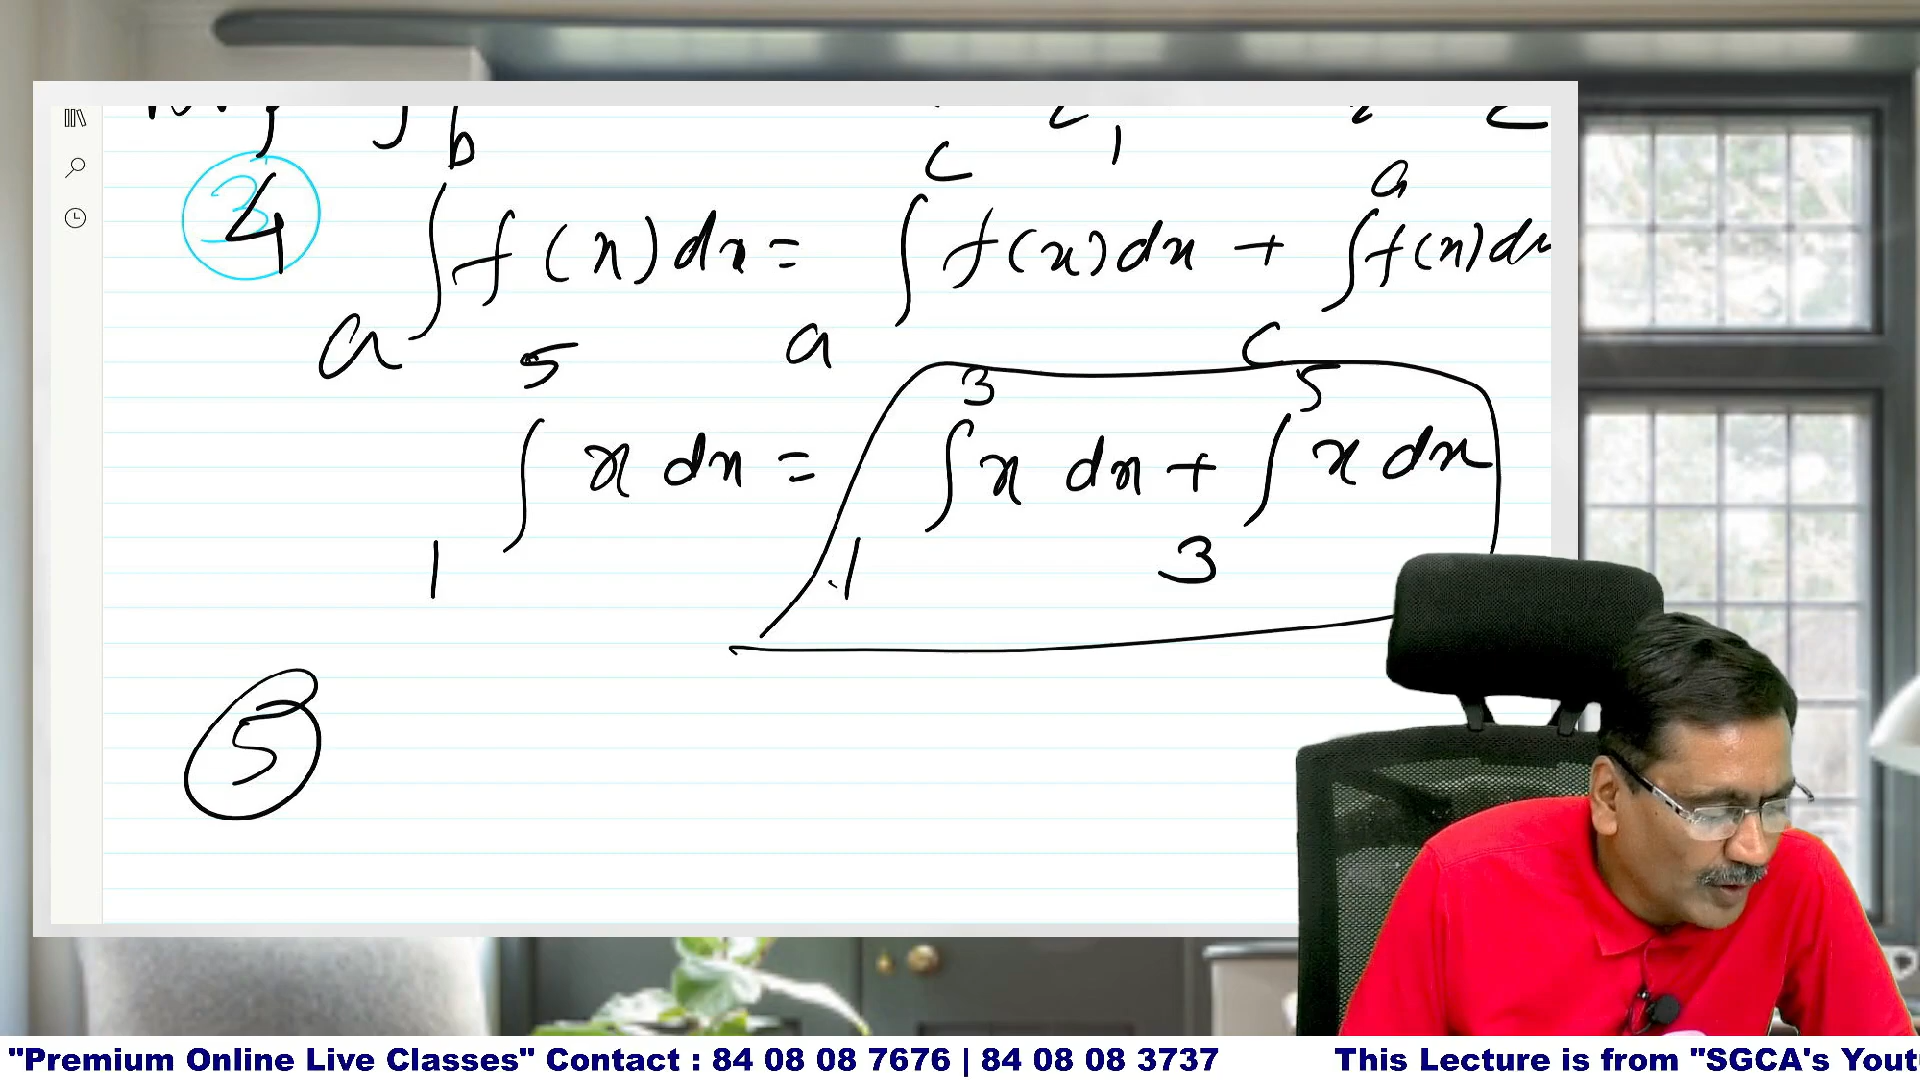 b c a
4 ∫ f(x)dx = ∫ f(x)dx + ∫ f(x)dx
a a c
5 3 5
∫ x dx = ∫ x dx + ∫ x dx
1 1 3
5
"Premium Online Live Classes" Contact : 84 08 08 7676 | 84 08 08 3737 This Lecture is from "SGCA's